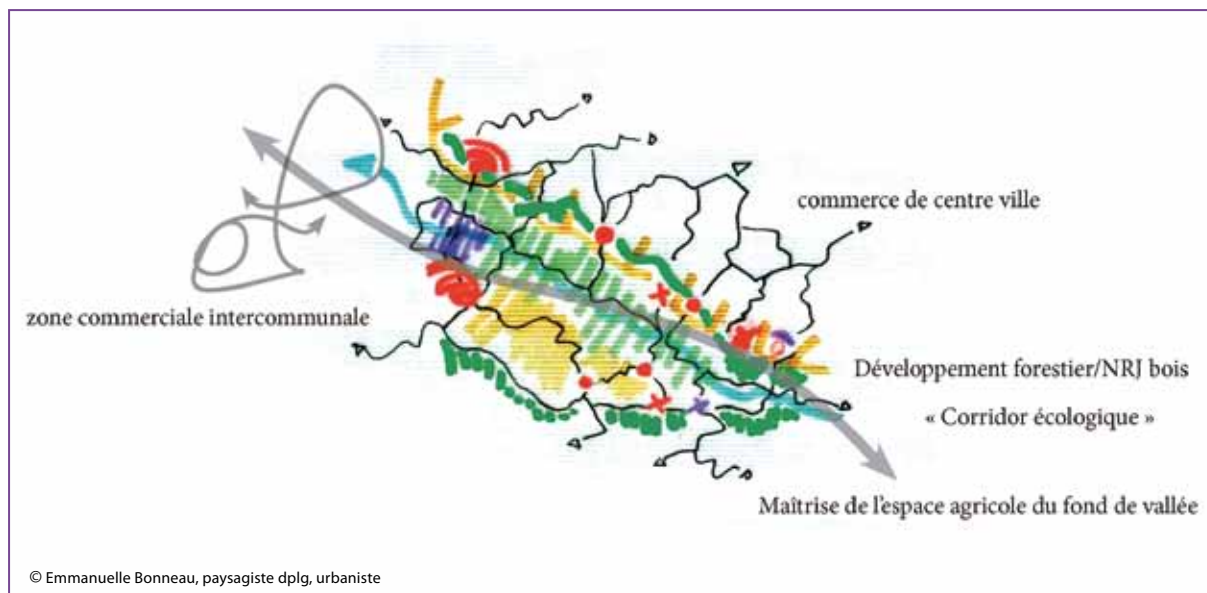 commerce de centre ville
zone commerciale intercommunale
Développement forestier/NRJ bois
« Corridor écologique »
Maîtrise de l'espace agricole du fond de vallée
© Emmanuelle Bonneau, paysagiste dplg, urbaniste